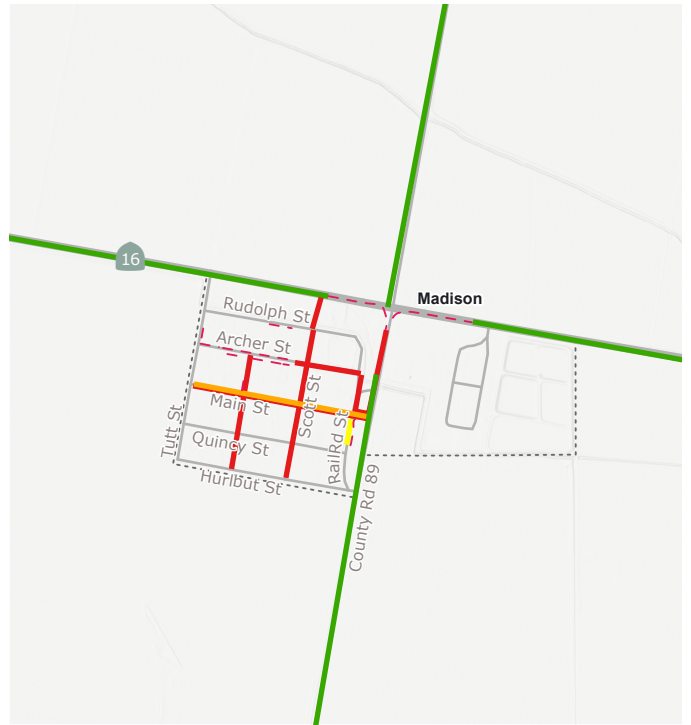 16
Madison
Rudolph St
Archer St
Main St
Scott St
Tutt St
Quincy St
RailRd St
Hurlbut St
County Rd 89